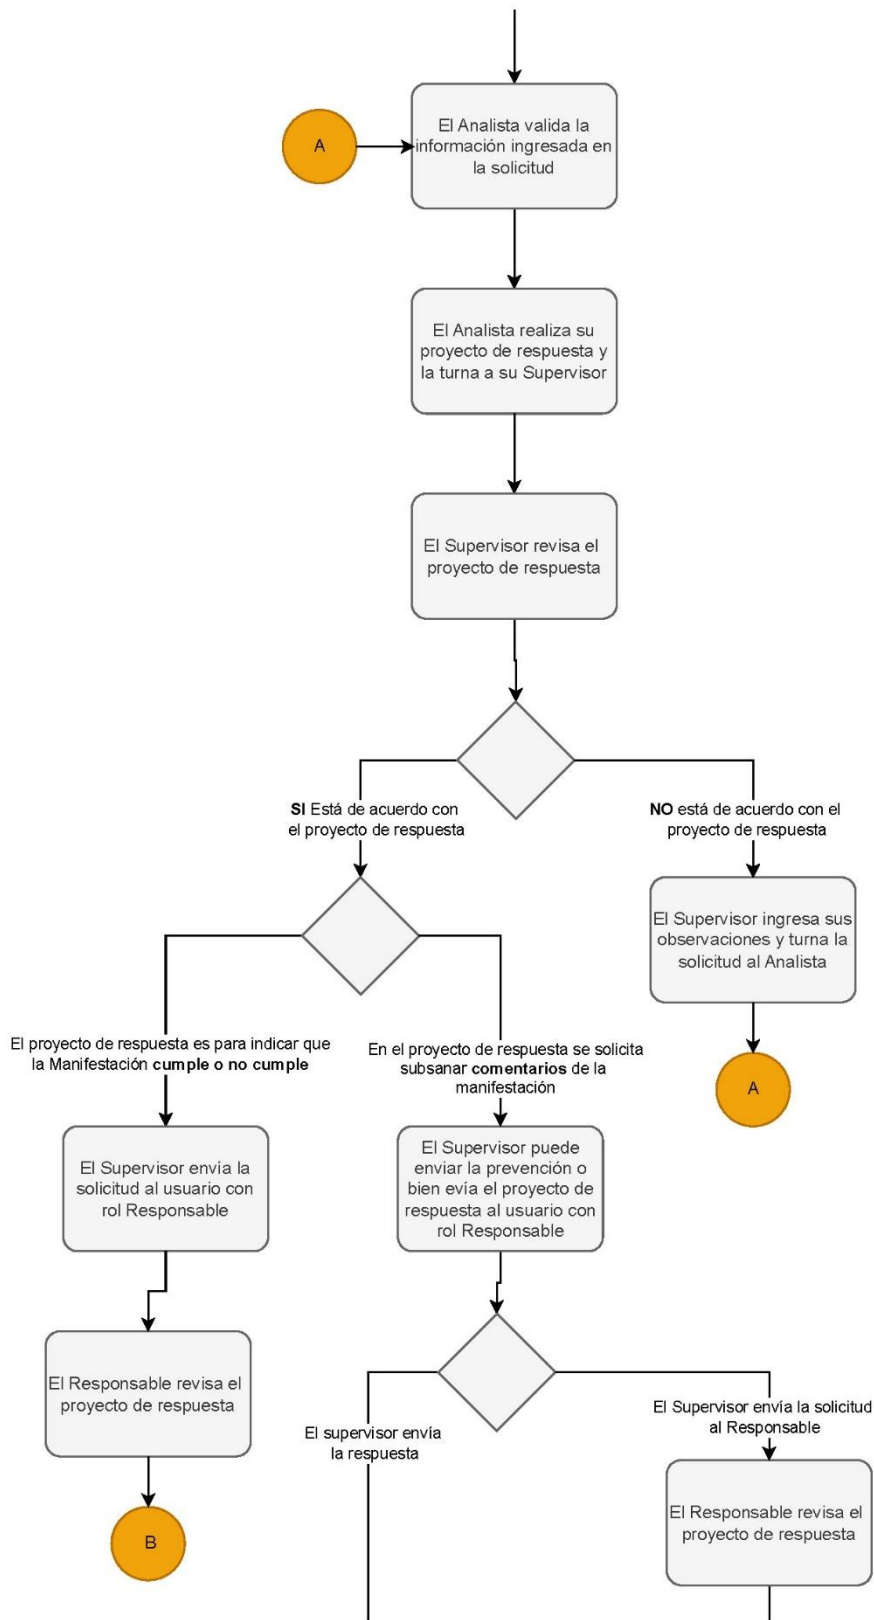 El Analista valida la
información ingresada en
la solicitud
A
El Analista realiza su
proyecto de respuesta y
la turna a su Supervisor
El Supervisor revisa el
proyecto de respuesta
SI Está de acuerdo con
el proyecto de respuesta
NO está de acuerdo con el
proyecto de respuesta
El Supervisor ingresa sus
observaciones y turna la
solicitud al Analista
A
El proyecto de respuesta es para indicar que
la Manifestación cumple o no cumple
En el proyecto de respuesta se solicita
subsanar comentarios de la
manifestación
El Supervisor envía la
solicitud al usuario con
rol Responsable
El Supervisor puede
enviar la prevención o
bien evía el proyecto de
respuesta al usuario con
rol Responsable
El Responsable revisa el
proyecto de respuesta
B
El supervisor envía
la respuesta
El Supervisor envía la solicitud
al Responsable
El Responsable revisa el
proyecto de respuesta